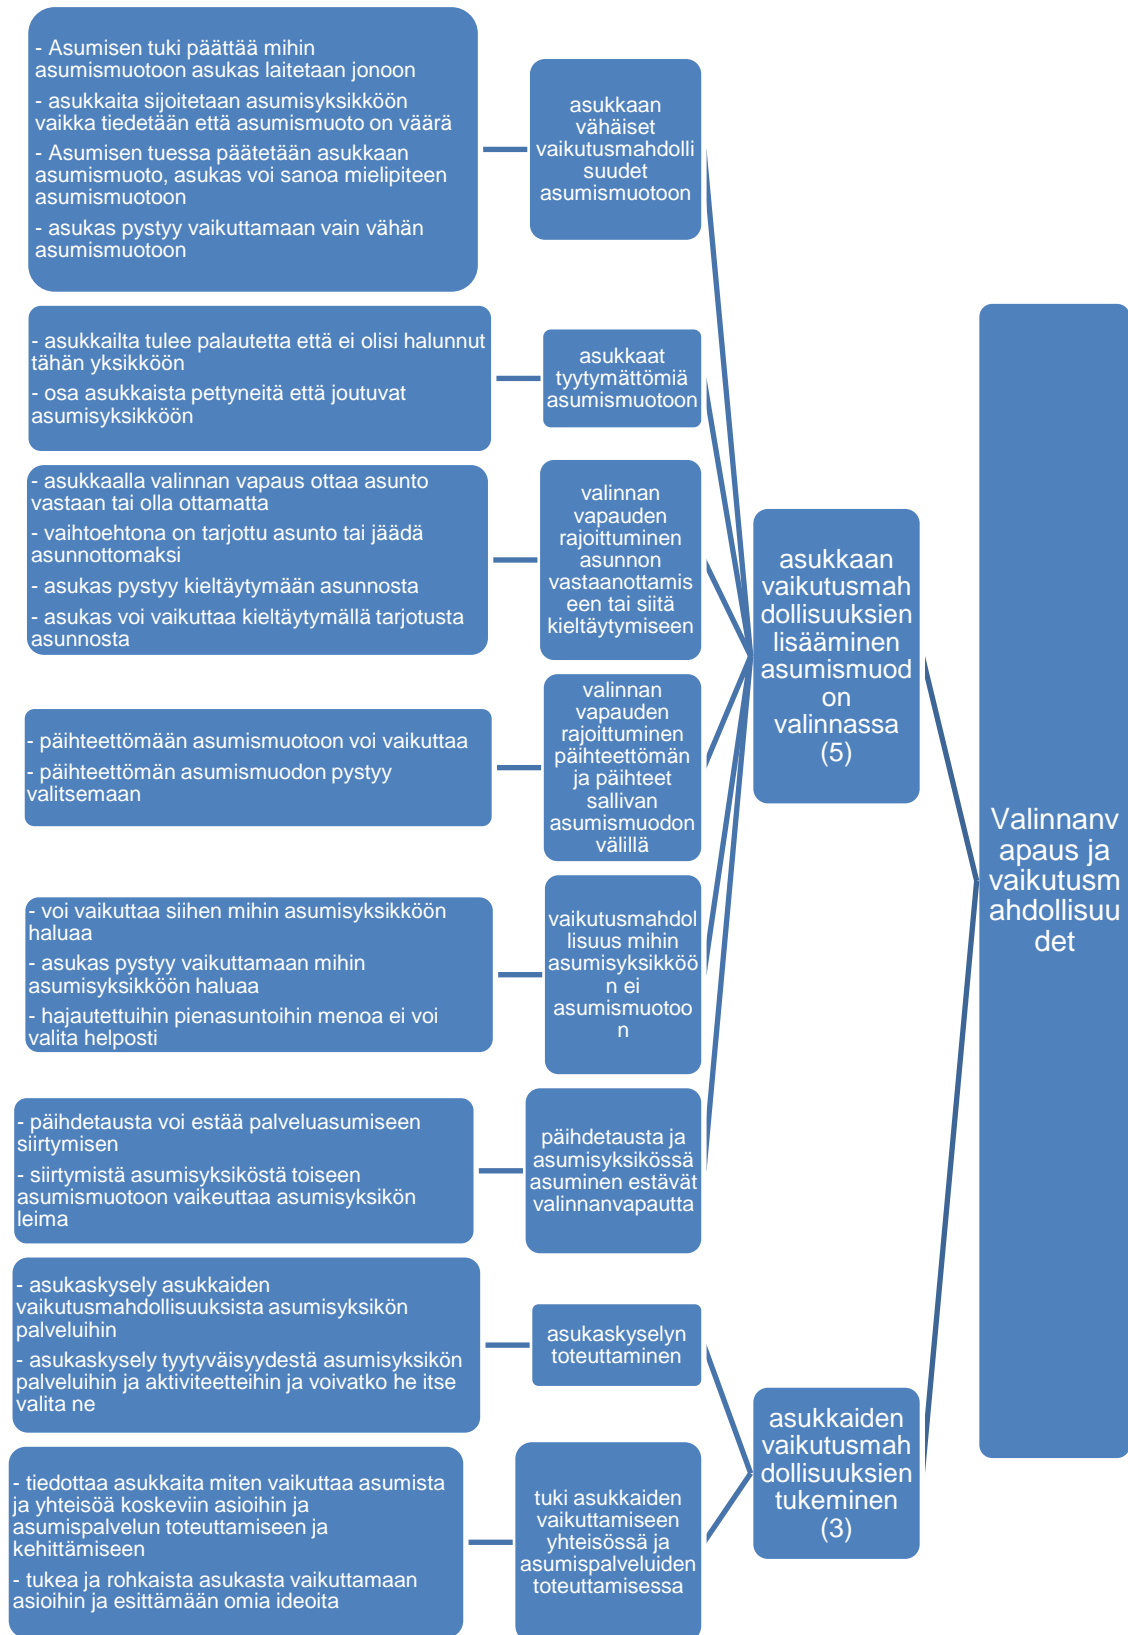 - Asumisen tuki päättää mihin
asumismuotoon asukas laitetaan jonoon
- asukkaita sijoitetaan asumisyksikköön
vaikka tiedetään että asumismuoto on väärä
- Asumisen tuessa päätetään asukkaan
asumismuoto, asukas voi sanoa mielipiteen
asumismuotoon
- asukas pystyy vaikuttamaan vain vähän
asumismuotoon
asukkaan
vähäiset
vaikutusmahdolli
suudet
asumismuotoon
- asukkailta tulee palautetta että ei olisi halunnut
tähän yksikköön
- osa asukkaista pettyneitä että joutuvat
asumisyksikköön
asukkaat
tyytymättömiä
asumismuotoon
- asukkaalla valinnan vapaus ottaa asunto
vastaan tai olla ottamatta
- vaihtoehtona on tarjottu asunto tai jäädä
asunnottomaksi
- asukas pystyy kieltäytymään asunnosta
- asukas voi vaikuttaa kieltäytymällä tarjotusta
asunnosta
valinnan
vapauden
rajoittuminen
asunnon
vastaanottamis
een tai siitä
kieltäytymiseen
- päihteettömään asumismuotoon voi vaikuttaa
- päihteettömän asumismuodon pystyy
valitsemaan
valinnan
vapauden
rajoittuminen
päihteettömän
ja päihteet
sallivan
asumismuodon
välillä
- voi vaikuttaa siihen mihin asumisyksikköön
haluaa
- asukas pystyy vaikuttamaan mihin
asumisyksikköön haluaa
- hajautettuihin pienasuntoihin menoa ei voi
valita helposti
vaikutusmahdol
lisuus mihin
asumisyksikköö
n ei
asumismuotoo
n
- päihdetausta voi estää palveluasumiseen
siirtymisen
- siirtymistä asumisyksiköstä toiseen
asumismuotoon vaikeuttaa asumisyksikön
leima
päihdetausta ja
asumisyksikössä
asuminen estävät
valinnanvapautta
asukkaan
vaikutusmah
dollisuuksien
lisääminen
asumismuod
on
valinnassa
(5)
- asukaskysely asukkaiden
vaikutusmahdollisuuksista asumisyksikön
palveluihin
- asukaskysely tyytyväisyydestä asumisyksikön
palveluihin ja aktiviteetteihin ja voivatko he itse
valita ne
asukaskyselyn
toteuttaminen
- tiedottaa asukkaita miten vaikuttaa asumista
ja yhteisöä koskeviin asioihin ja
asumispalvelun toteuttamiseen ja
kehittämiseen
- tukea ja rohkaista asukasta vaikuttamaan
asioihin ja esittämään omia ideoita
tuki asukkaiden
vaikuttamiseen
yhteisössä ja
asumispalveluiden
toteuttamisessa
asukkaiden
vaikutusmah
dollisuuksien
tukeminen
(3)
Valinnanv
apaus ja
vaikutusm
ahdollisuu
det